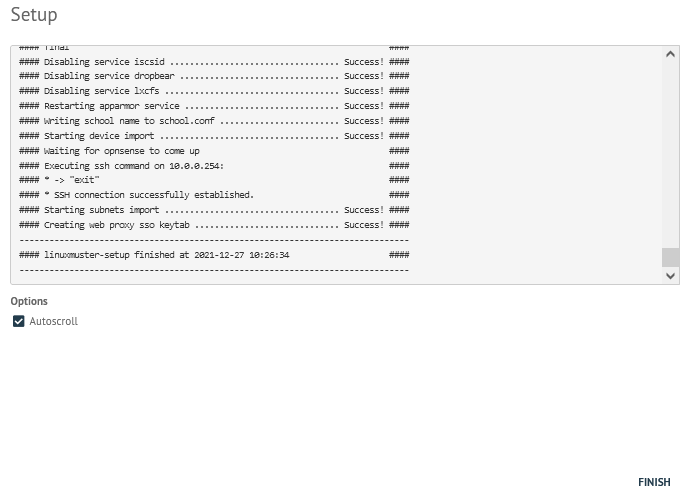 Setup
#### final ####
#### Disabling service iscsid .................................. Success! ####
#### Disabling service dropbear ................................ Success! ####
#### Disabling service lxcfs ................................... Success! ####
#### Restarting apparmor service ............................... Success! ####
#### Writing school name to school.conf ........................ Success! ####
#### Starting device import .................................... Success! ####
#### Waiting for opnsense to come up ####
#### Executing ssh command on 10.0.0.254: ####
#### * -> "exit" ####
#### * SSH connection successfully established. ####
#### Starting subnets import ................................... Success! ####
#### Creating web proxy sso keytab ............................. Success! ####
------------------------------------------------------------------------------
#### linuxmuster-setup finished at 2021-12-27 10:26:34 ####
------------------------------------------------------------------------------
Options
Autoscroll
FINISH